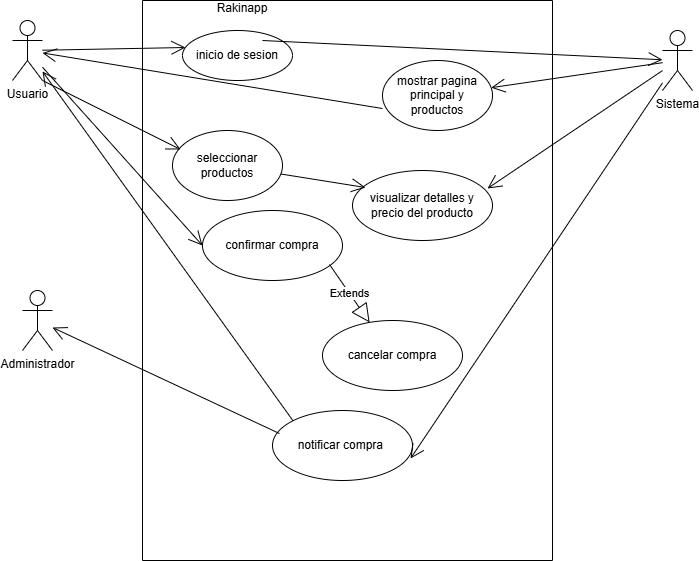 Rakinapp
inicio de sesion
Usuario
mostrar pagina
principal y
productos
Sistema
seleccionar
productos
visualizar detalles y
precio del producto
confirmar compra
Extends
cancelar compra
Administrador
notificar compra